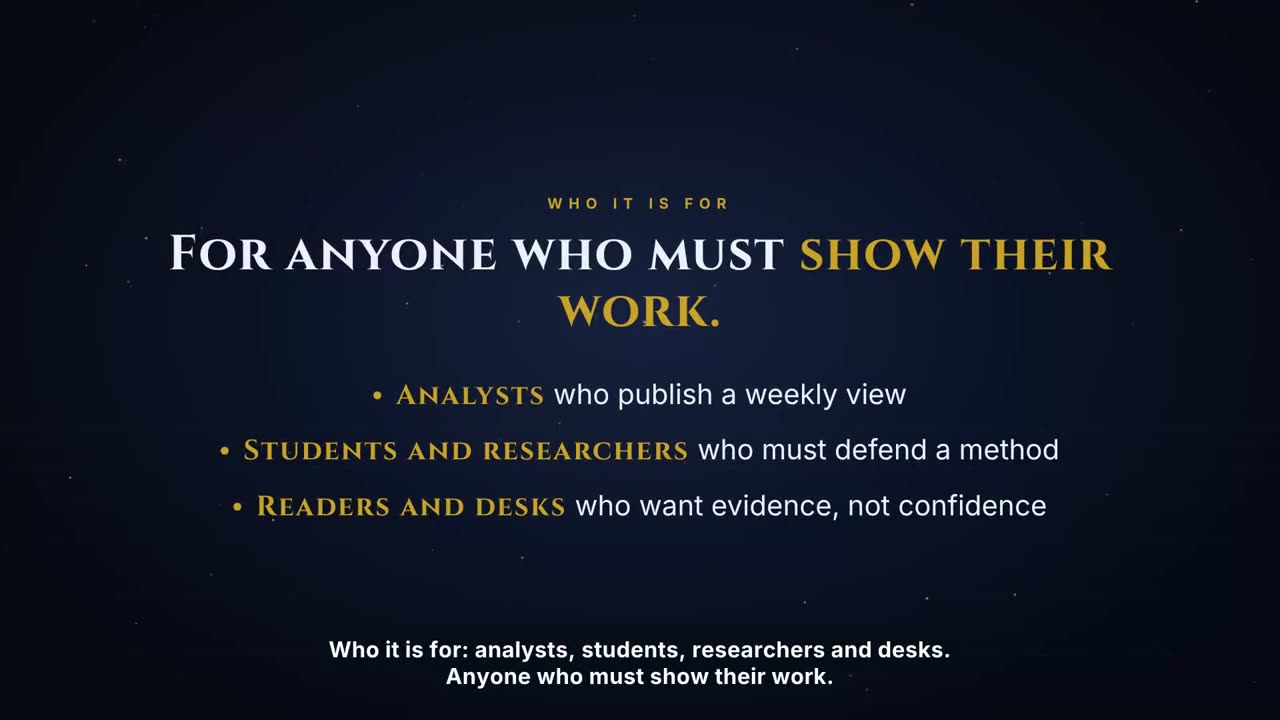 WHO IT IS FOR
For anyone who must show their
work.
• Analysts who publish a weekly view
• Students and researchers who must defend a method
• Readers and desks who want evidence, not confidence
Who it is for: analysts, students, researchers and desks.
Anyone who must show their work.